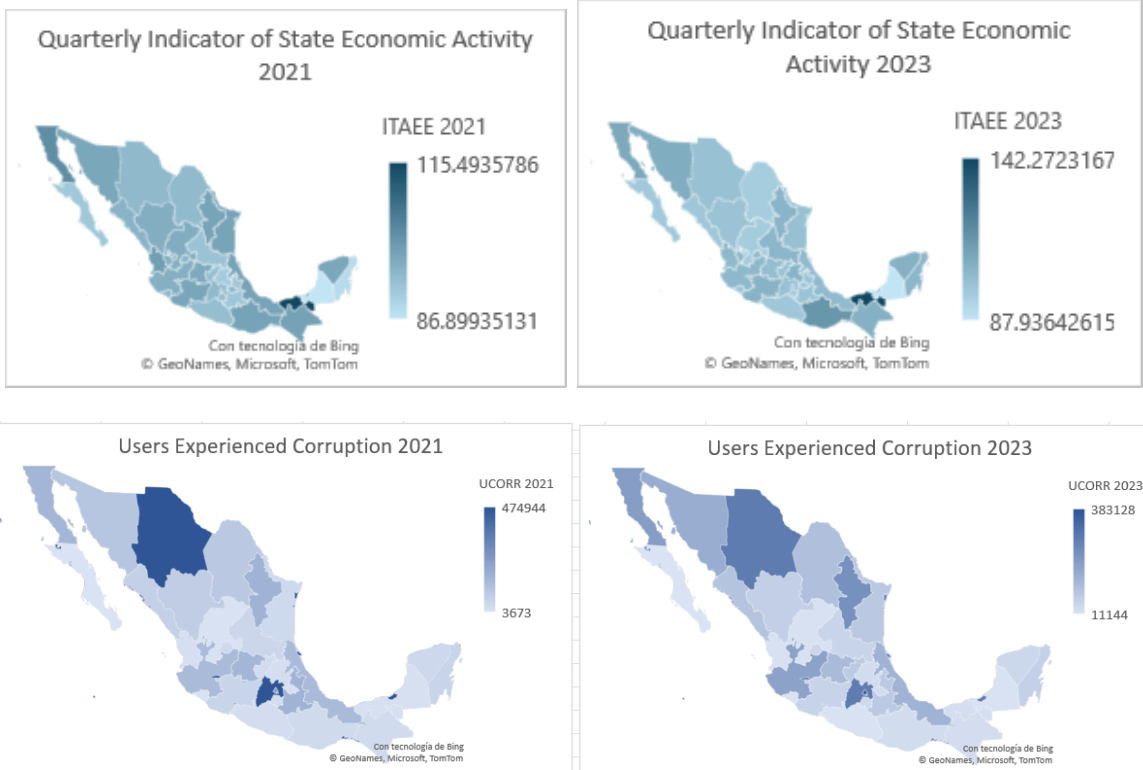 Quarterly Indicator of State Economic Activity
2021
ITAEE 2021
115.4935786
86.89935131
Con tecnología de Bing
© GeoNames, Microsoft, TomTom
Quarterly Indicator of State Economic
Activity 2023
ITAEE 2023
142.2723167
87.93642615
Con tecnología de Bing
© GeoNames, Microsoft, TomTom
Users Experienced Corruption 2021
UCORR 2021
474944
3673
Con tecnología de Bing
© GeoNames, Microsoft, TomTom
Users Experienced Corruption 2023
UCORR 2023
383128
11144
Con tecnología de Bing
© GeoNames, Microsoft, TomTom